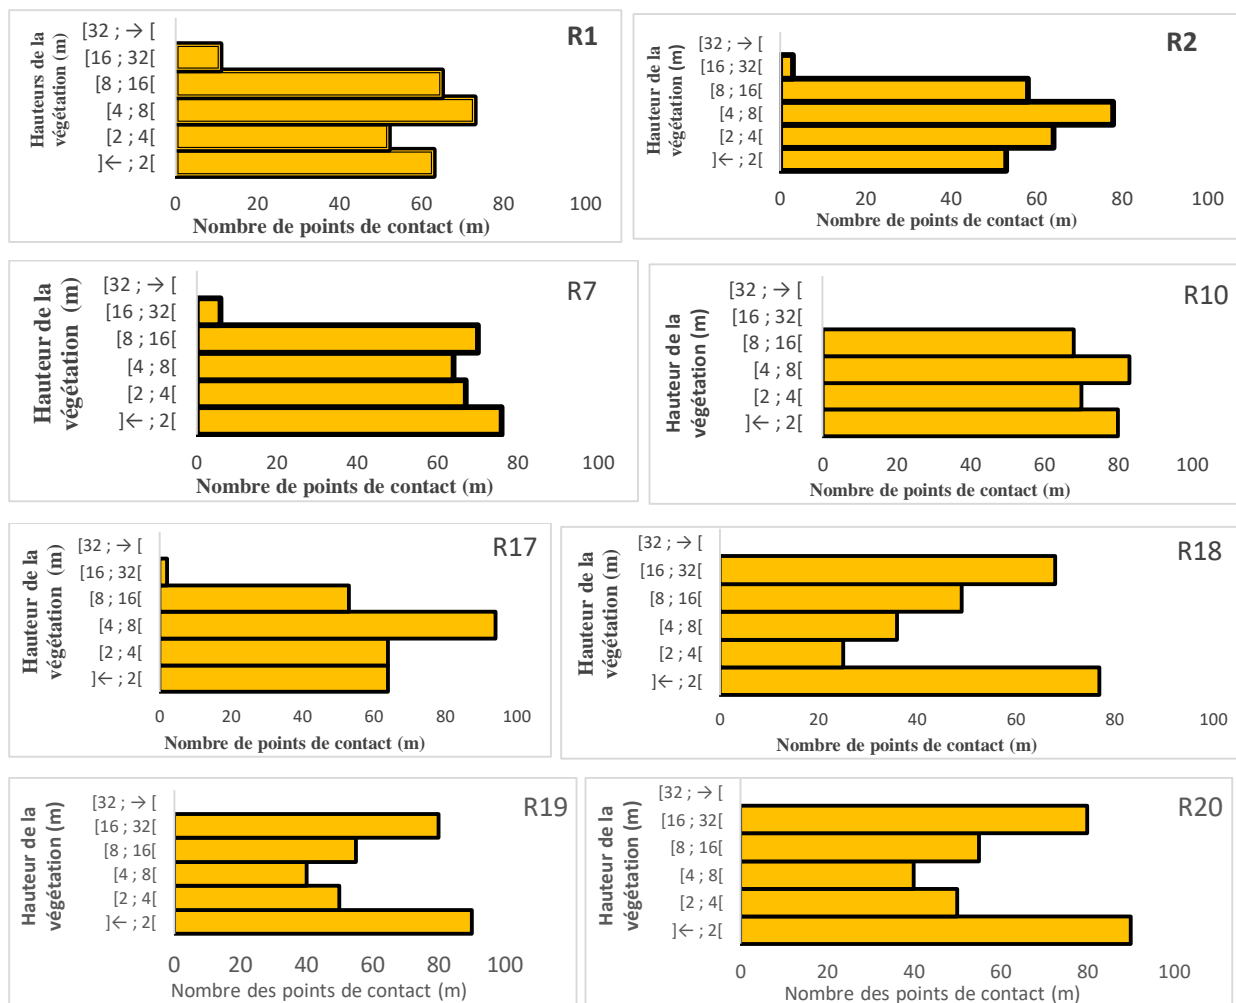 R1
Hauteurs de la
végétation (m)
[32 ; → [
[16 ; 32[
[8 ; 16[
[4 ; 8[
[2 ; 4[
]← ; 2[
0 20 40 60 80 100
Nombre de points de contact (m)
R2
Hauteur de la
végétation (m)
[32 ; → [
[16 ; 32[
[8 ; 16[
[4 ; 8[
[2 ; 4[
]← ; 2[
0 20 40 60 80 100
Nombre de points de contact (m)
R7
Hauteur de la
végétation (m)
[32 ; → [
[16 ; 32[
[8 ; 16[
[4 ; 8[
[2 ; 4[
]← ; 2[
0 20 40 60 80 100
Nombre de points de contact (m)
R10
Hauteur de la
végétation (m)
[32 ; → [
[16 ; 32[
[8 ; 16[
[4 ; 8[
[2 ; 4[
]← ; 2[
0 20 40 60 80 100
Nombre de points de contact (m)
R17
Hauteur de la
végétation (m)
[32 ; → [
[16 ; 32[
[8 ; 16[
[4 ; 8[
[2 ; 4[
]← ; 2[
0 20 40 60 80 100
Nombre de points de contact (m)
R18
Hauteur de la
végétation (m)
[32 ; → [
[16 ; 32[
[8 ; 16[
[4 ; 8[
[2 ; 4[
]← ; 2[
0 20 40 60 80 100
Nombre de points de contact (m)
R19
Hauteur de la
végétation (m)
[32 ; → [
[16 ; 32[
[8 ; 16[
[4 ; 8[
[2 ; 4[
]← ; 2[
0 20 40 60 80 100
Nombre des points de contact (m)
R20
Hauteur de la
végétation (m)
[32 ; → [
[16 ; 32[
[8 ; 16[
[4 ; 8[
[2 ; 4[
]← ; 2[
0 20 40 60 80 100
Nombre des points de contact (m)